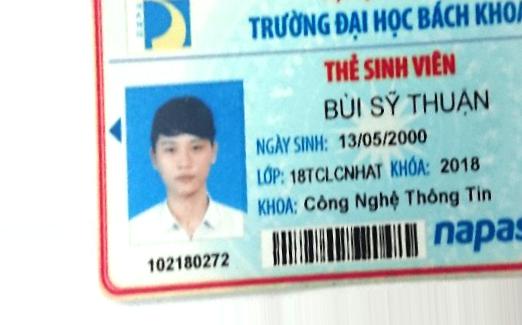 TRƯỜNG ĐẠI HỌC BÁCH KHOA
THẺ SINH VIÊN
BÙI SỸ THUẬN
NGÀY SINH: 13/05/2000
LỚP: 18TCLCNHAT KHÓA: 2018
KHOA: Công Nghệ Thông Tin
102180272
napas